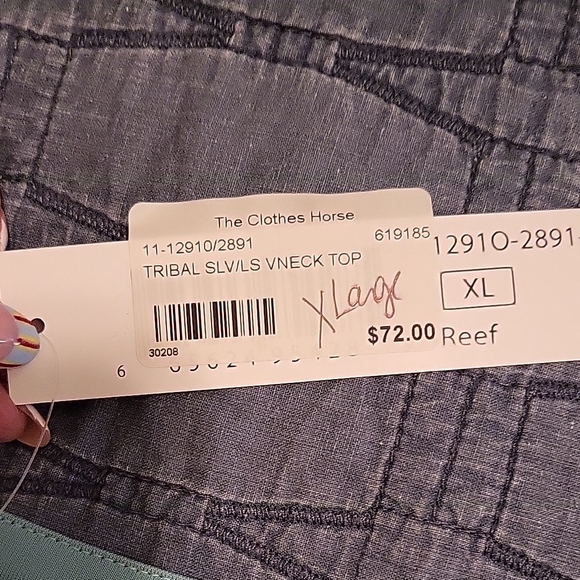 The Clothes Horse
11-12910/2891 619185
TRIBAL SLV/LS VNECK TOP
XLarge
30208
$72.00
12910-2891
XL
Reef
6